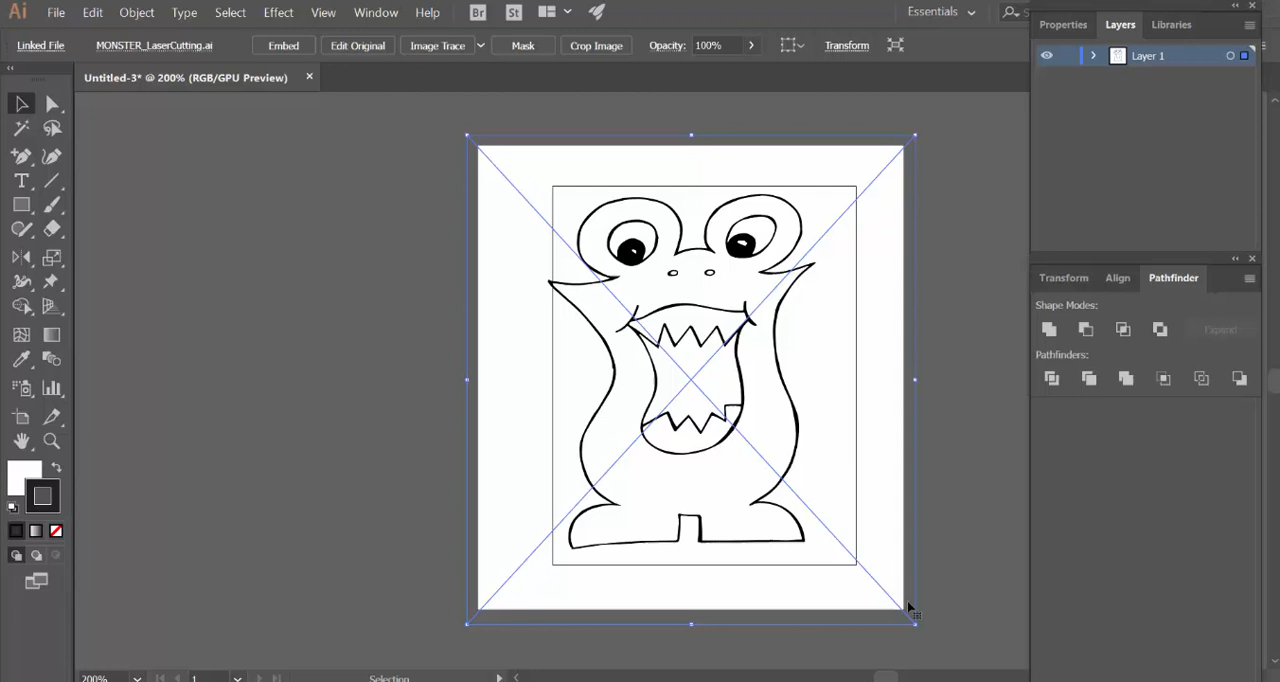 Ai File Edit Object Type Select Effect View Window Help Br St Essentials
Linked File MONSTER_LaserCutting.ai Embed Edit Original Image Trace Mask Crop Image Opacity: 100% Transform
Untitled-3* @ 200% (RGB/GPU Preview)
Properties Layers Libraries
Layer 1
Transform Align Pathfinder
Shape Modes:
Expand
Pathfinders:
200% 1 Selection